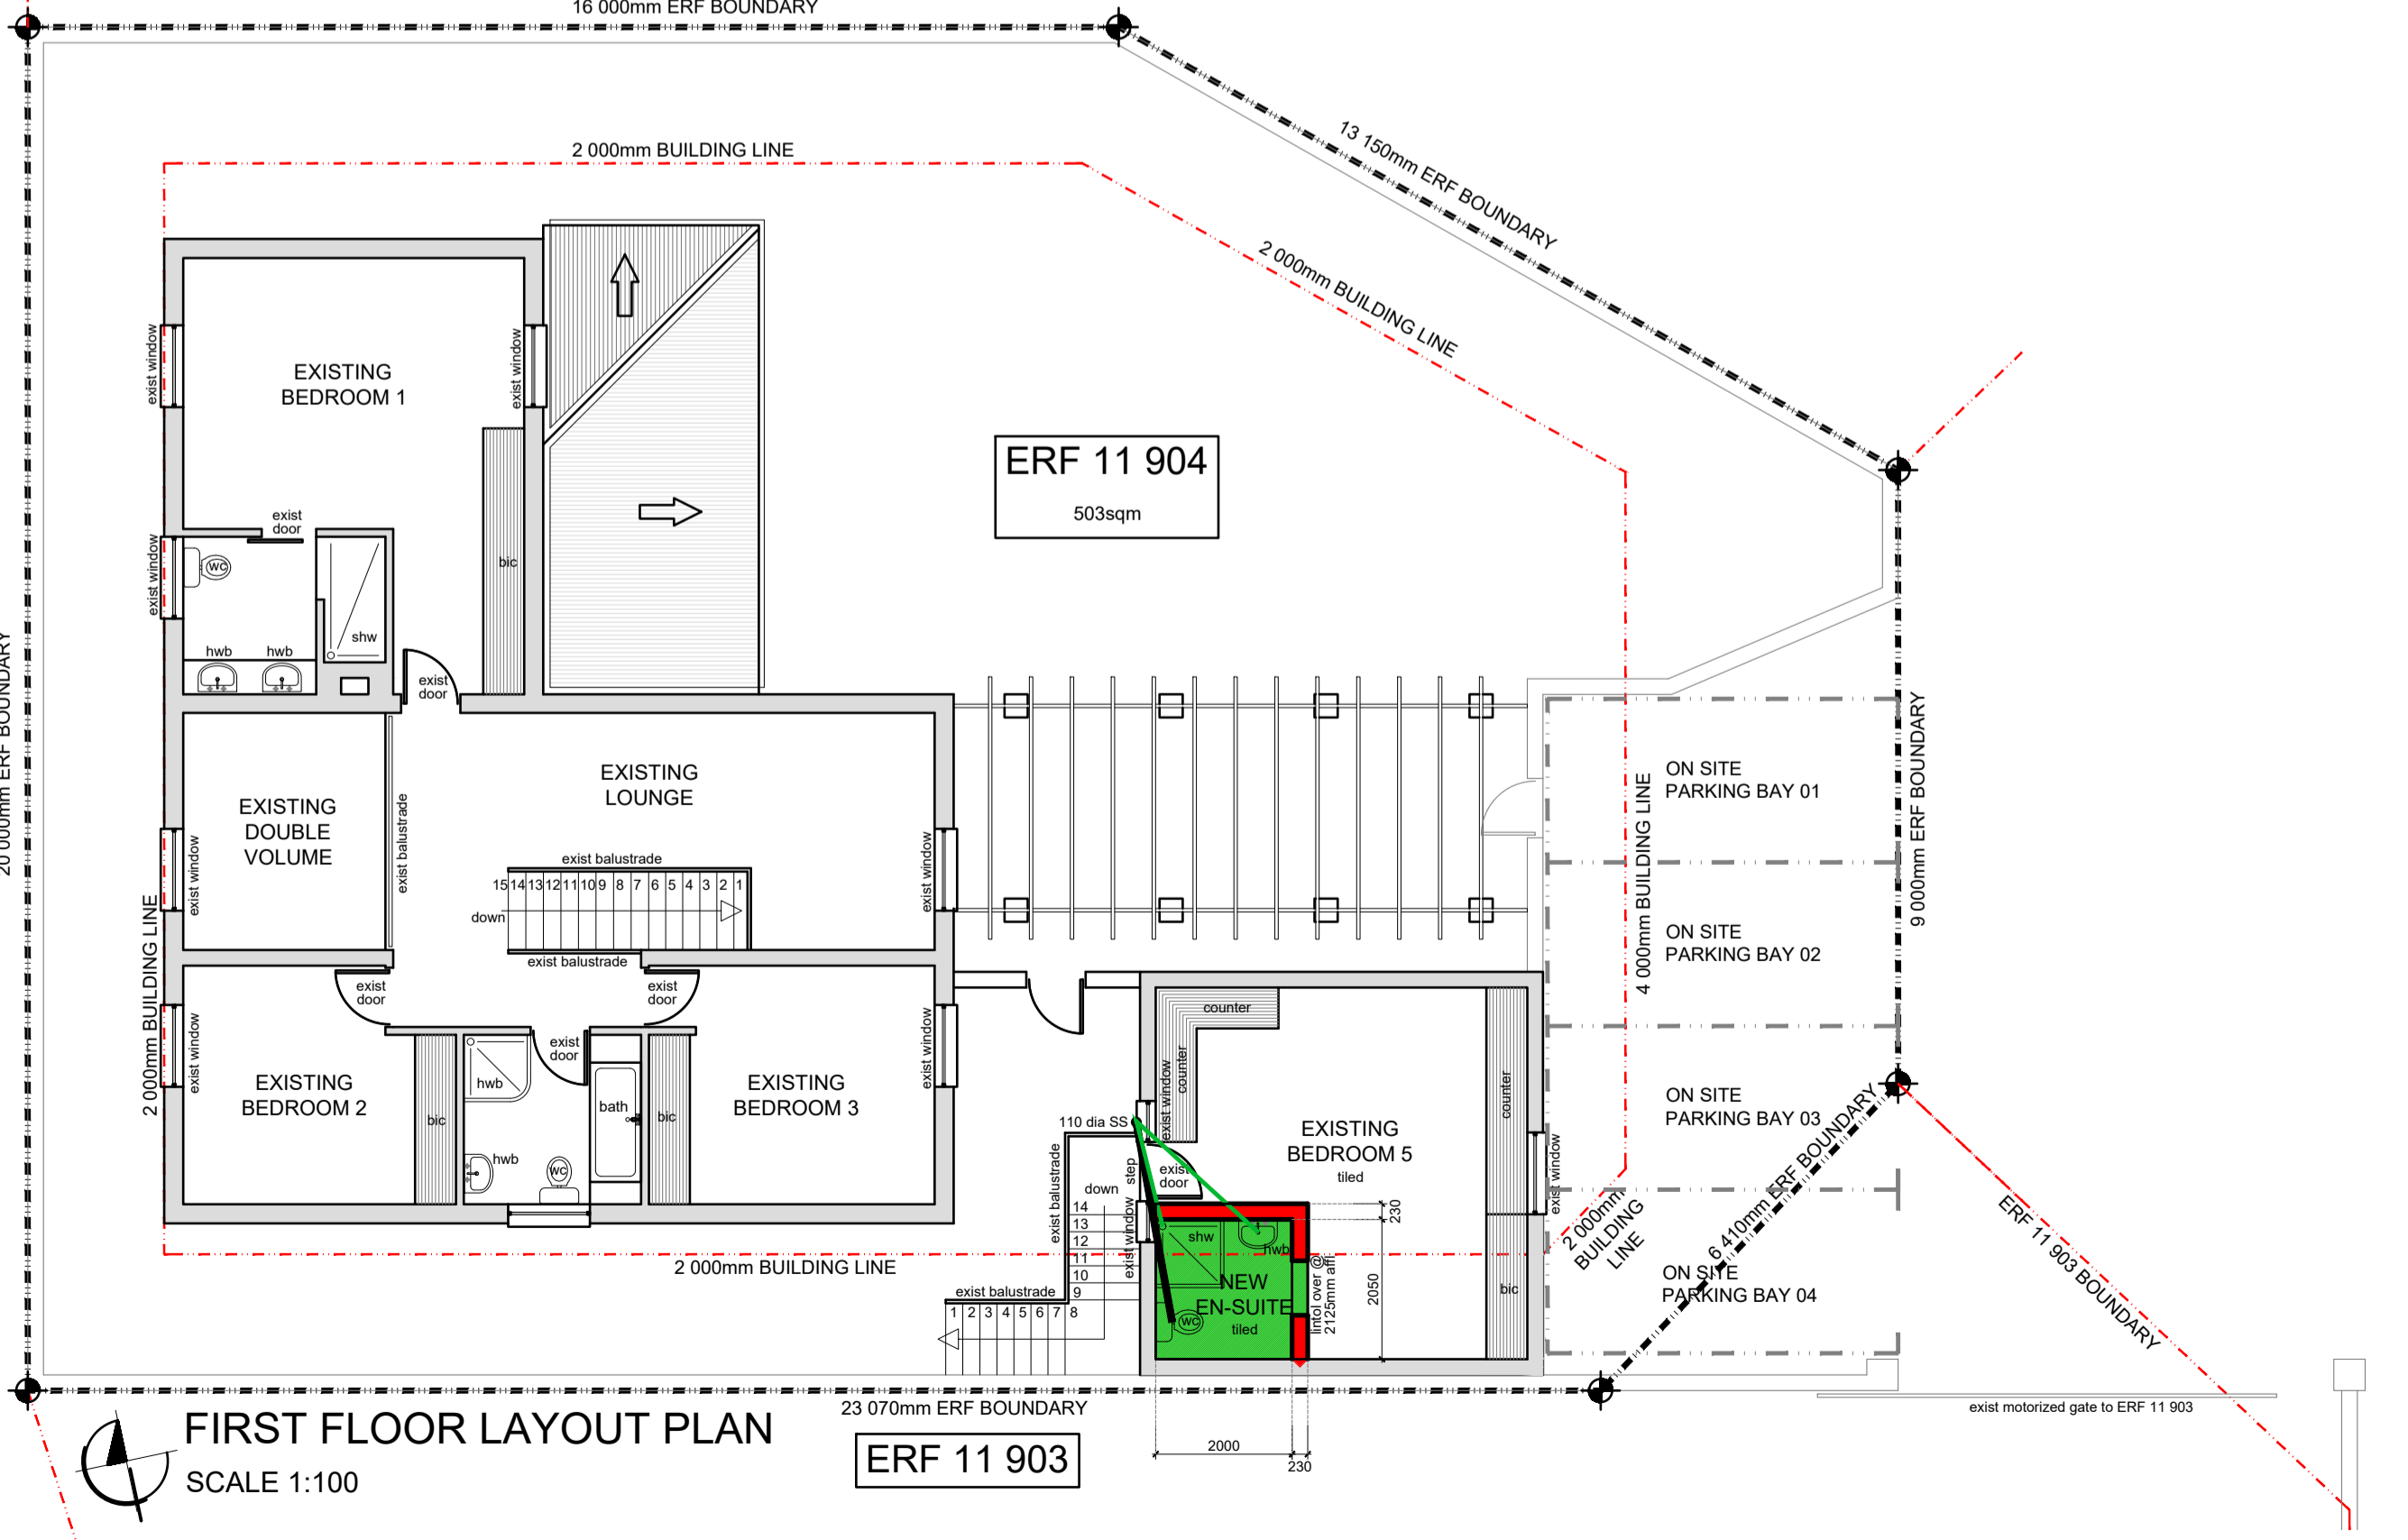 16 000mm ERF BOUNDARY
13 150mm ERF BOUNDARY
2 000mm BUILDING LINE
2 000mm BUILDING LINE
exist window
exist window
EXISTING
BEDROOM 1
ERF 11 904
503sqm
exist
door
exist window
WC
bic
shw
hwb
hwb
exist
door
20 000mm ERF BOUNDARY
9 000mm ERF BOUNDARY
4 000mm BUILDING LINE
ON SITE
PARKING BAY 01
EXISTING
LOUNGE
EXISTING
DOUBLE
VOLUME
exist balustrade
exist window
exist window
exist balustrade
15 14 13 12 11 10 9 8 7 6 5 4 3 2 1
down
exist balustrade
2 000mm BUILDING LINE
ON SITE
PARKING BAY 02
exist
door
exist
door
exist
door
exist window
exist window
EXISTING
BEDROOM 2
bic
hwb
bath
bic
EXISTING
BEDROOM 3
hwb
WC
counter
counter
exist window
counter
110 dia SS
EXISTING
BEDROOM 5
tiled
exist window
exist
door
step
down
exist balustrade
exist window
14
13
12
11
10
9
exist balustrade
1 2 3 4 5 6 7 8
shw
hwb
NEW
EN-SUITE
tiled
WC
lintol over @
2125mm affl
230
2050
bic
ON SITE
PARKING BAY 03
6 410mm ERF BOUNDARY
2 000mm
BUILDING
LINE
ON SITE
PARKING BAY 04
ERF 11 903 BOUNDARY
2 000mm BUILDING LINE
exist motorized gate to ERF 11 903
23 070mm ERF BOUNDARY
ERF 11 903
2000
230
FIRST FLOOR LAYOUT PLAN
SCALE 1:100